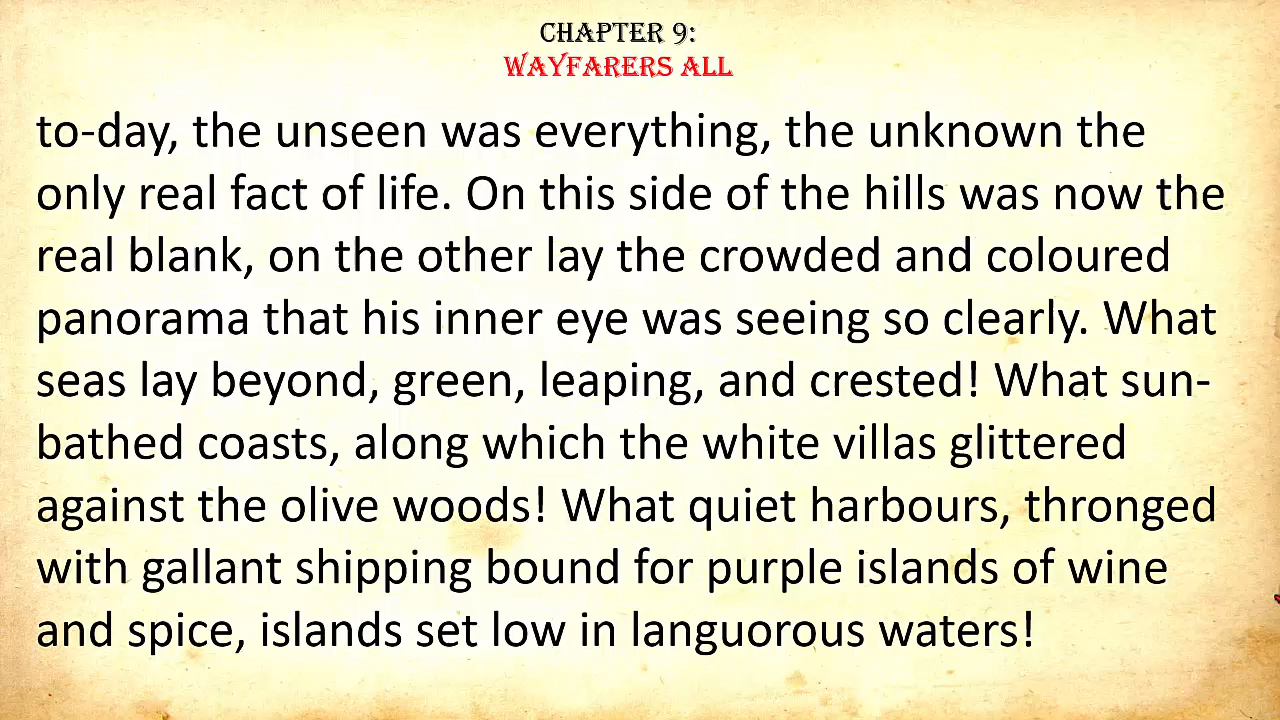 CHAPTER 9:
WAYFARERS ALL
to-day, the unseen was everything, the unknown the
only real fact of life. On this side of the hills was now the
real blank, on the other lay the crowded and coloured
panorama that his inner eye was seeing so clearly. What
seas lay beyond, green, leaping, and crested! What sun-
bathed coasts, along which the white villas glittered
against the olive woods! What quiet harbours, thronged
with gallant shipping bound for purple islands of wine
and spice, islands set low in languorous waters!